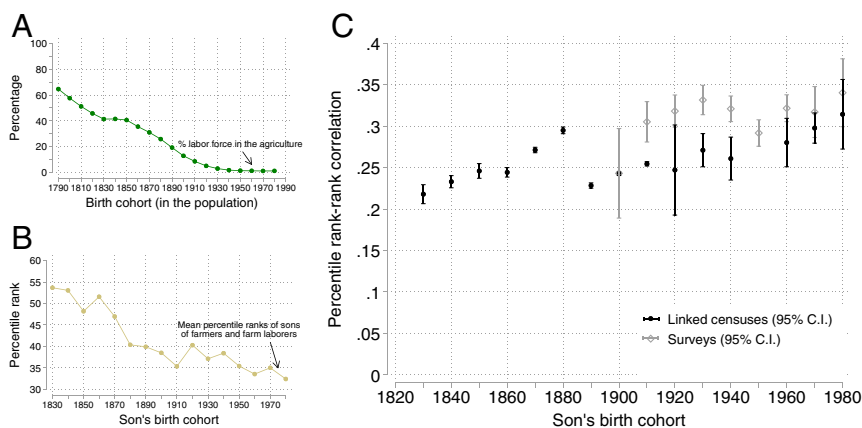 A
100
80
60
40
20
0
Percentage
% labor force in the agriculture
1790 1810 1830 1850 1870 1890 1910 1930 1950 1970 1990
Birth cohort (in the population)
B
60
55
50
45
40
35
30
Percentile rank
Mean percentile ranks of sons
of farmers and farm laborers
1830 1850 1870 1890 1910 1930 1950 1970
Son's birth cohort
C
.4
.35
.3
.25
.2
.15
.1
.05
0
Percentile rank-rank correlation
Linked censuses (95% C.I.)
Surveys (95% C.I.)
1820 1840 1860 1880 1900 1920 1940 1960 1980
Son's birth cohort